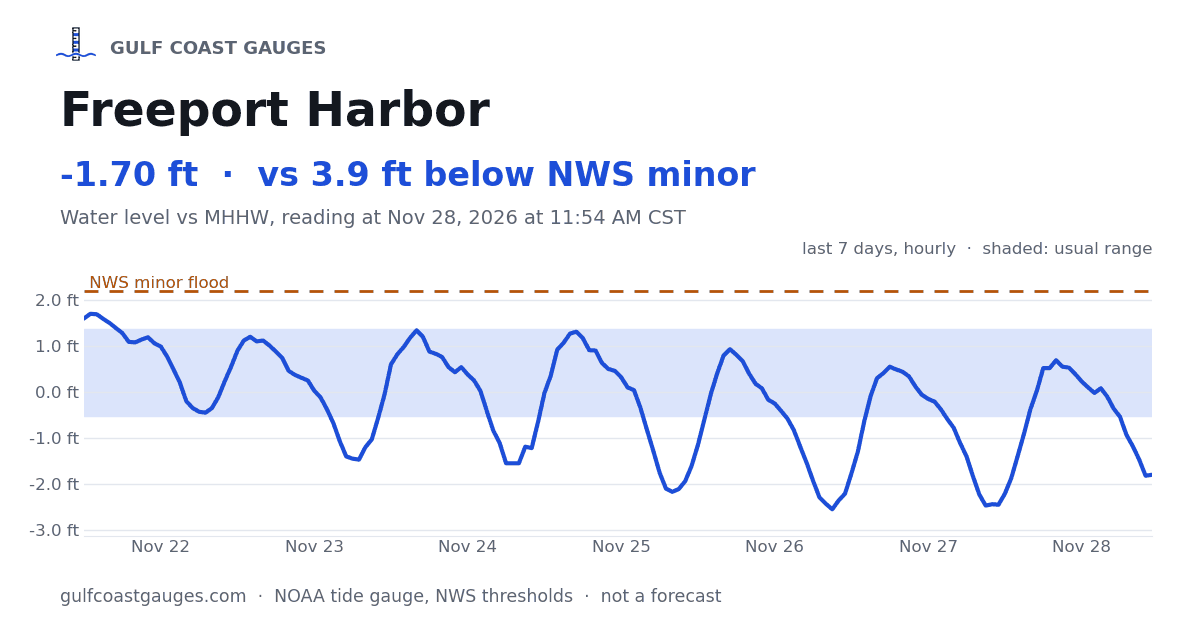 GULF COAST GAUGES
Freeport Harbor
-1.70 ft · vs 3.9 ft below NWS minor
Water level vs MHHW, reading at Nov 28, 2026 at 11:54 AM CST
last 7 days, hourly · shaded: usual range
NWS minor flood
2.0 ft
1.0 ft
0.0 ft
-1.0 ft
-2.0 ft
-3.0 ft
Nov 22 Nov 23 Nov 24 Nov 25 Nov 26 Nov 27 Nov 28
gulfcoastgauges.com · NOAA tide gauge, NWS thresholds · not a forecast